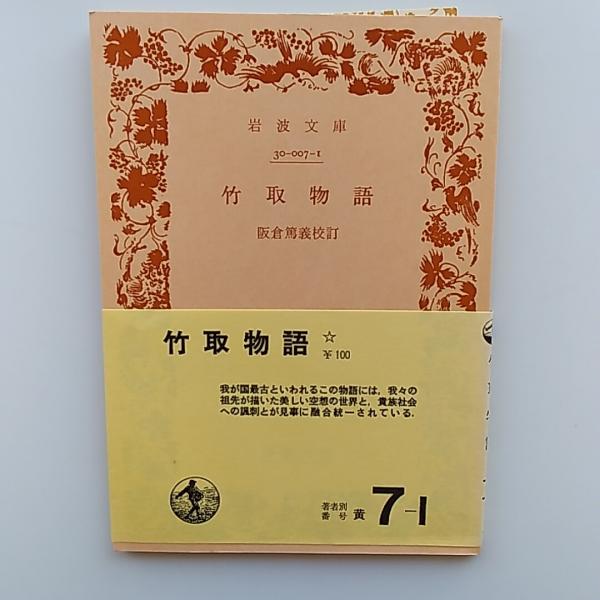 岩波文庫
30-007-1
竹取物語
阪倉篤義校訂
竹取物語 ☆
¥100
我が国最古といわれるこの物語には，我々の
祖先が描いた美しい空想の世界と，貴族社会
への諷刺とが見事に融合統一されている．
著者別
番号 黄 7-1